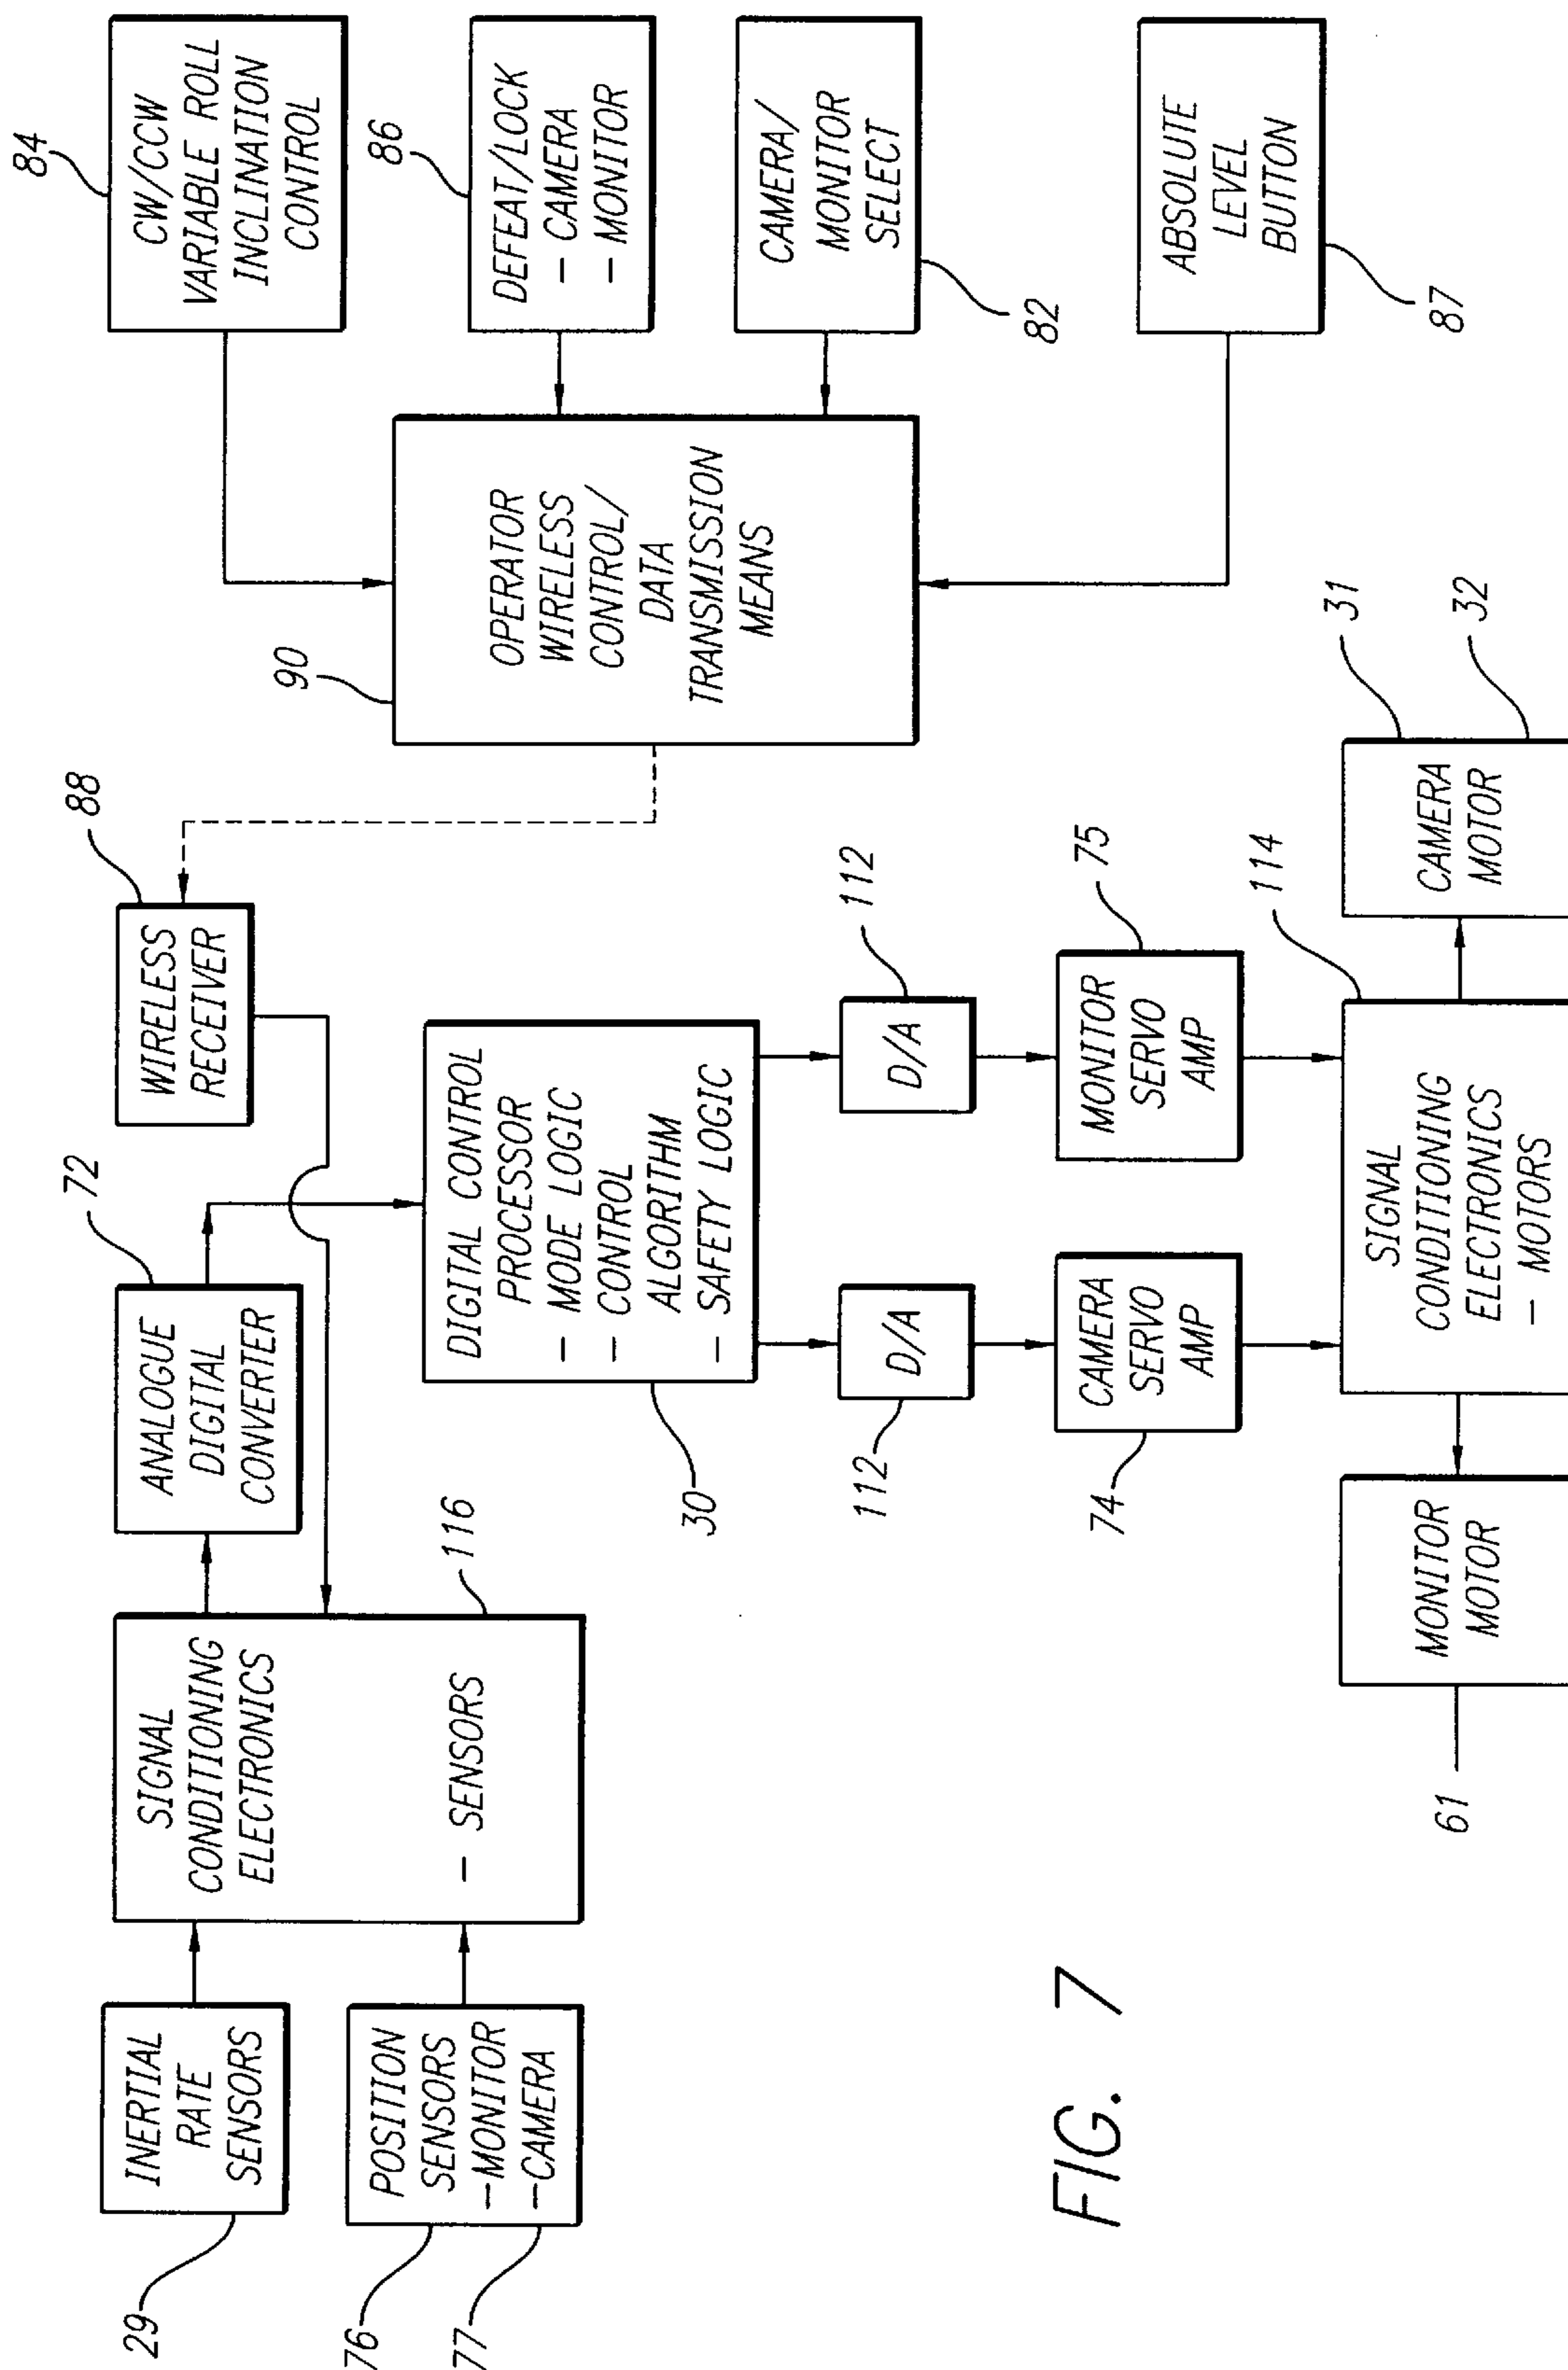 29
INERTIAL
RATE
SENSORS
76
77
POSITION
SENSORS
-MONITOR
-CAMERA
SIGNAL
CONDITIONING
ELECTRONICS
- SENSORS
116
72
ANALOGUE
DIGITAL
CONVERTER
88
WIRELESS
RECEIVER
84
CW/CCW
VARIABLE ROLL
INCLINATION
CONTROL
86
DEFEAT/LOCK
- CAMERA
- MONITOR
CAMERA/
MONITOR
SELECT
82
ABSOLUTE
LEVEL
BUTTON
87
90
OPERATOR
WIRELESS
CONTROL/
DATA
TRANSMISSION
MEANS
DIGITAL CONTROL
PROCESSOR
- MODE LOGIC
- CONTROL
ALGORITHM
- SAFETY LOGIC
30
D/A
112
D/A
112
CAMERA
SERVO
AMP
74
MONITOR
SERVO
AMP
75
61
MONITOR
MOTOR
SIGNAL
CONDITIONING
ELECTRONICS
- MOTORS
114
CAMERA
MOTOR
31
32
FIG. 7